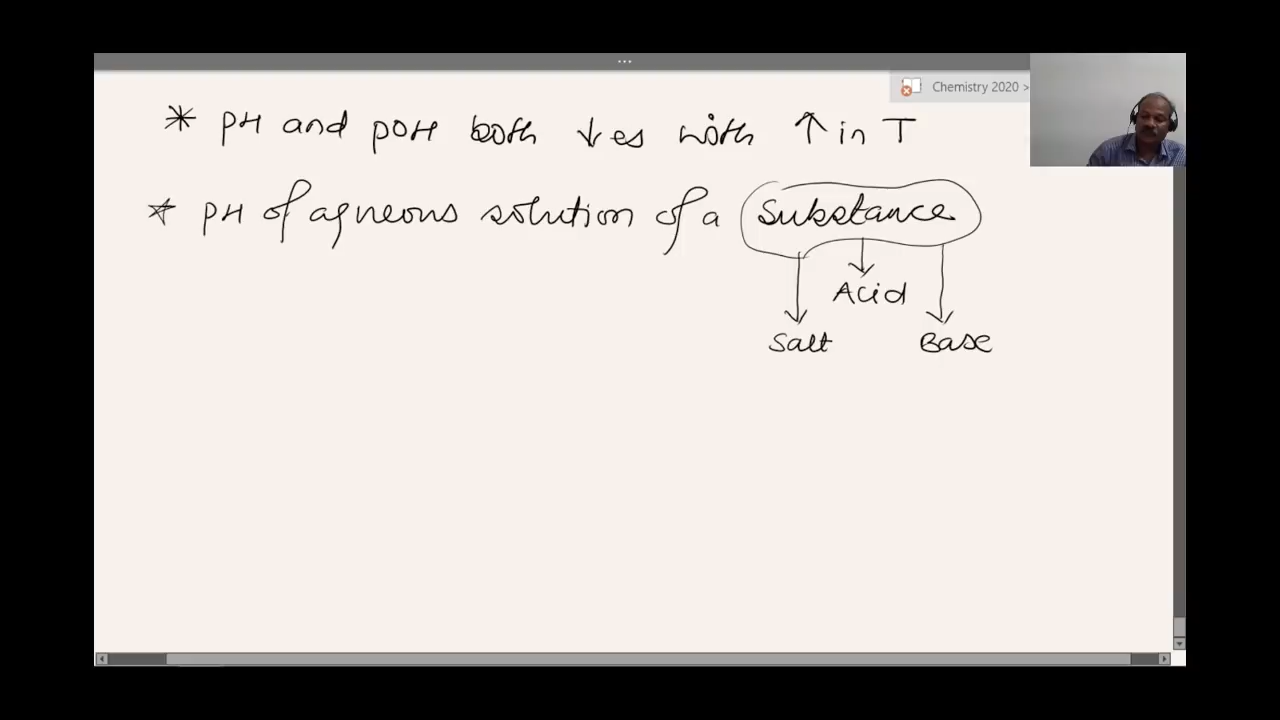 Chemistry 2020 >
* pH and pOH both ↓es with ↑ in T
* pH of aqueous solution of a Substance
Acid
Salt Base